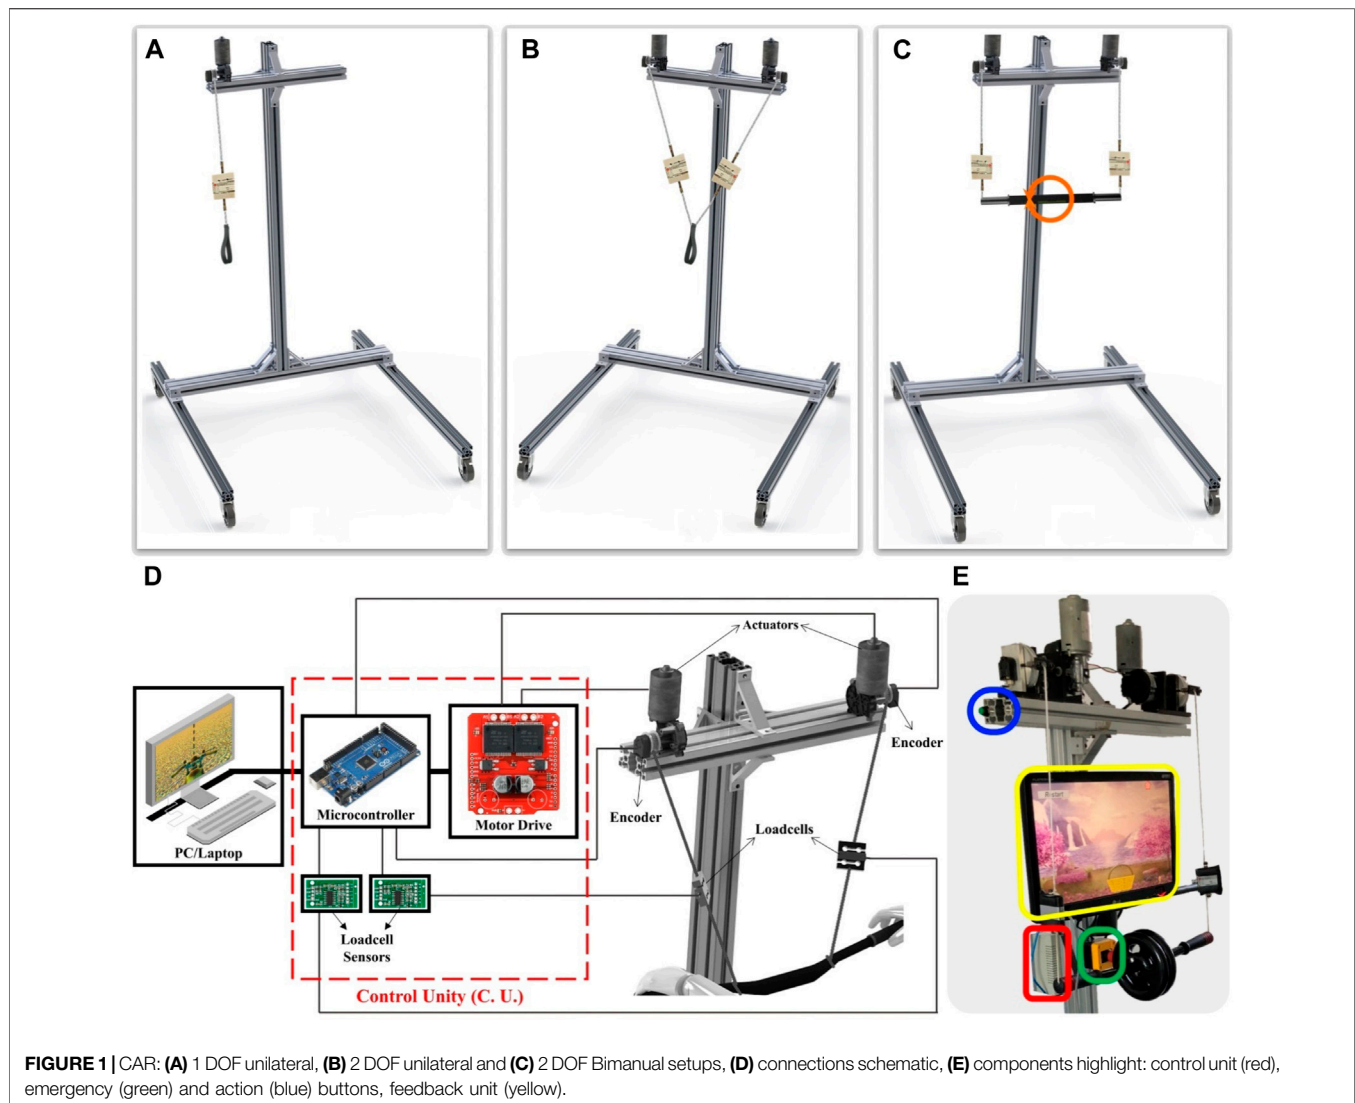 A
B
C
D
E
Actuators
Encoder
Encoder
Loadcells
Microcontroller
Motor Drive
PC/Laptop
Loadcell
Sensors
Control Unity (C. U.)
Restart
FIGURE 1 | CAR: (A) 1 DOF unilateral, (B) 2 DOF unilateral and (C) 2 DOF Bimanual setups, (D) connections schematic, (E) components highlight: control unit (red),
emergency (green) and action (blue) buttons, feedback unit (yellow).